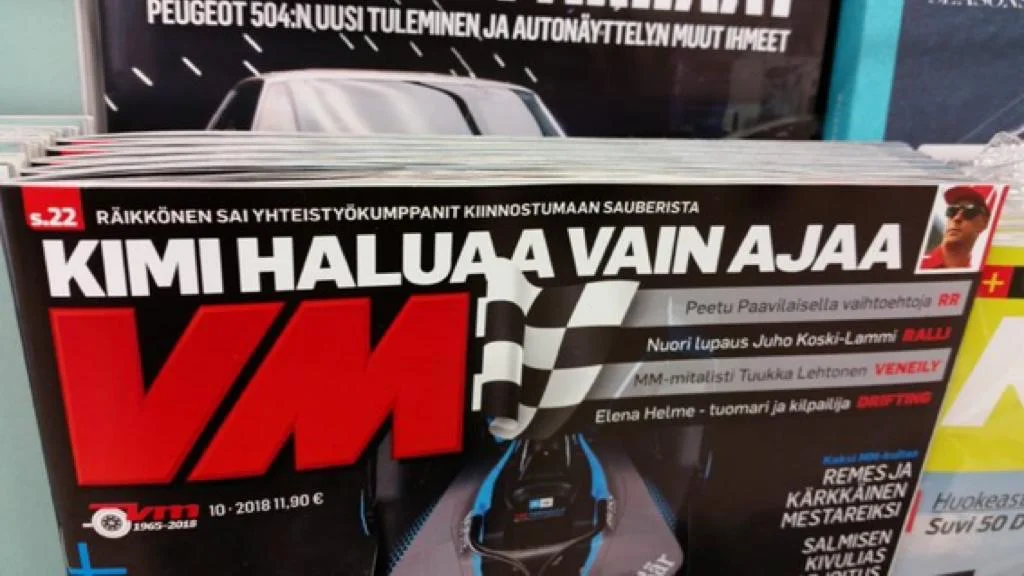 PEUGEOT 504:N UUSI TULEMINEN JA AUTONÄYTTELYN MUUT IHMEET
s.22 RÄIKKÖNEN SAI YHTEISTYÖKUMPPANIT KIINNOSTUMAAN SAUBERISTA
KIMI HALUAA VAIN AJAA
VM
Peetu Paavilaisella vaihtoehtoja RR
Nuori lupaus Juho Koski-Lammi RALLI
MM-mitalisti Tuukka Lehtonen VENEILY
Elena Helme - tuomari ja kilpailija DRIFTING
vm
1965-2018
10 · 2018 11,90 €
Kaksi MM-kultaa
REMES JA
KÄRKKÄINEN
MESTAREIKSI
SALMISEN
KIVULIAS
Suvi 50